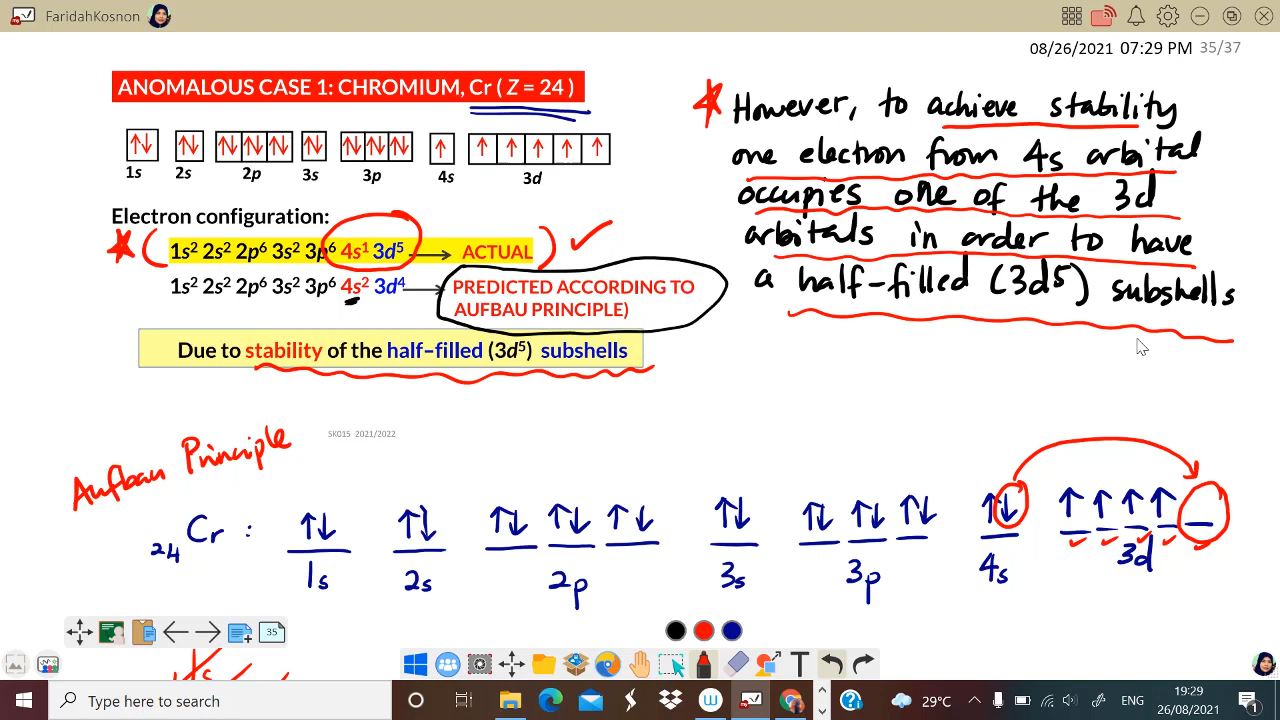 FaridahKosnon
08/26/2021 07:29 PM 35/37
ANOMALOUS CASE 1: CHROMIUM, Cr ( Z = 24 )
1s 2s 2p 3s 3p 4s 3d
Electron configuration:
1s² 2s² 2p⁶ 3s² 3p⁶ 4s¹ 3d⁵ → ACTUAL
1s² 2s² 2p⁶ 3s² 3p⁶ 4s² 3d⁴ → PREDICTED ACCORDING TO
AUFBAU PRINCIPLE)
Due to stability of the half–filled (3d⁵) subshells
However, to achieve stability
one electron from 4s orbital
occupies one of the 3d
orbitals in order to have
a half-filled (3d⁵) subshells
SK015 2021/2022
Aufbau Principle
₂₄Cr :
1s 2s 2p 3s 3p 4s 3d
35
Type here to search
29°C
ENG
19:29
26/08/2021
1